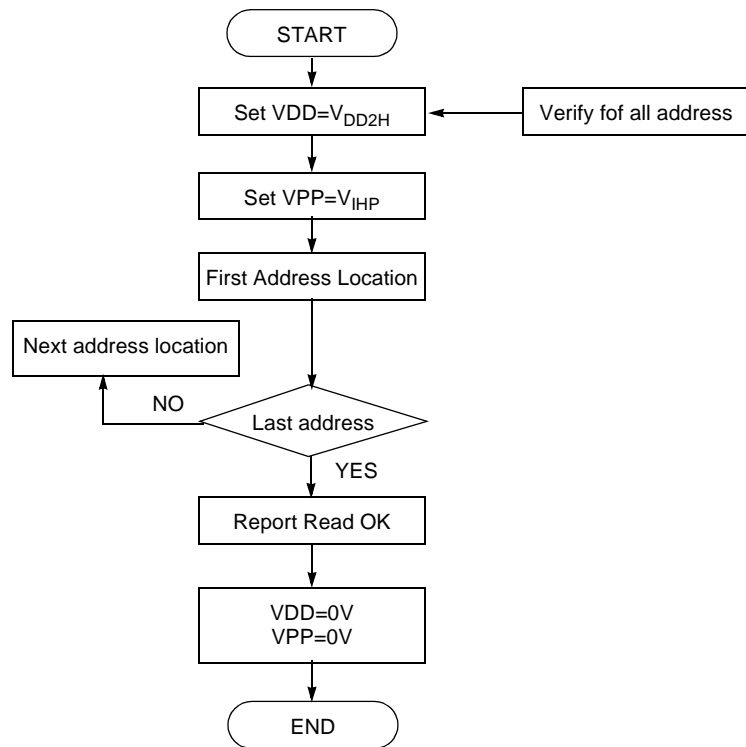 START
Set VDD=VDD2H
Verify fof all address
Set VPP=VIHP
First Address Location
Next address location
NO
Last address
YES
Report Read OK
VDD=0V
VPP=0V
END